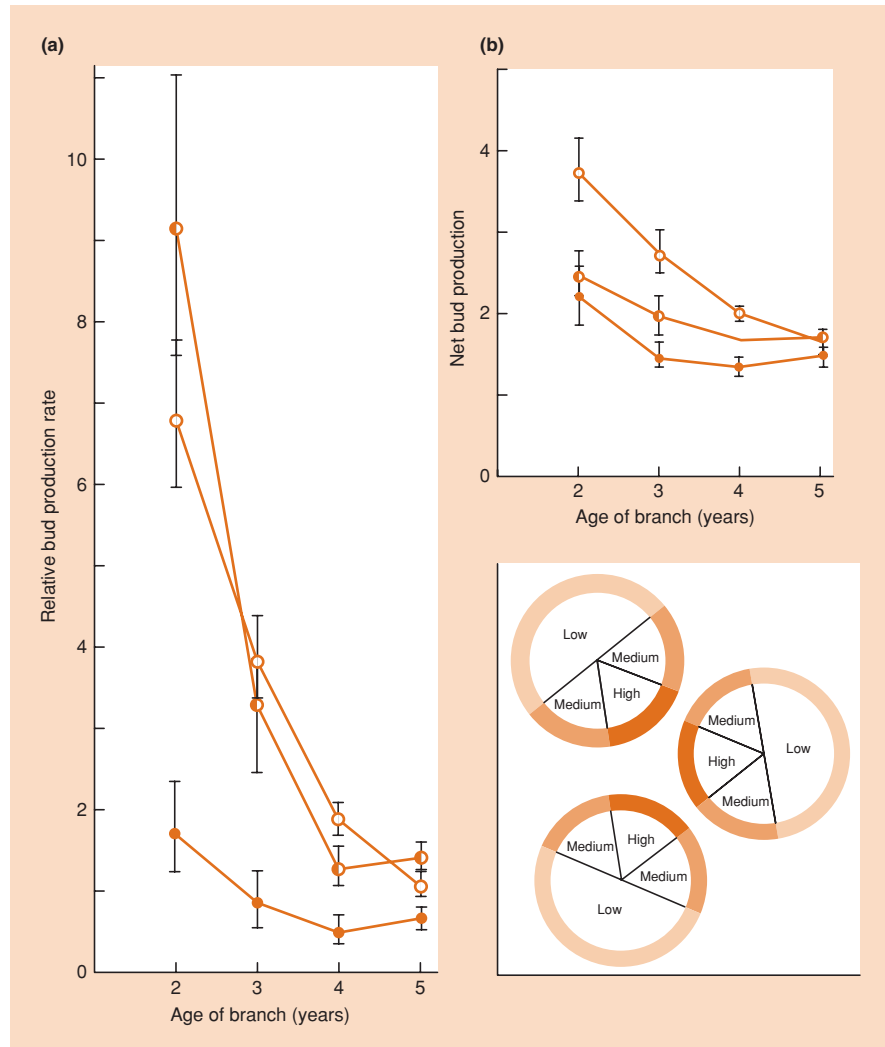 (a)
10
8
6
4
2
0
2
3
4
5
Relative bud production rate
Age of branch (years)
(b)
4
2
0
2
3
4
5
Net bud production
Age of branch (years)
Low
Medium
Medium
High
Medium
Low
High
Medium
Medium
High
Medium
Low